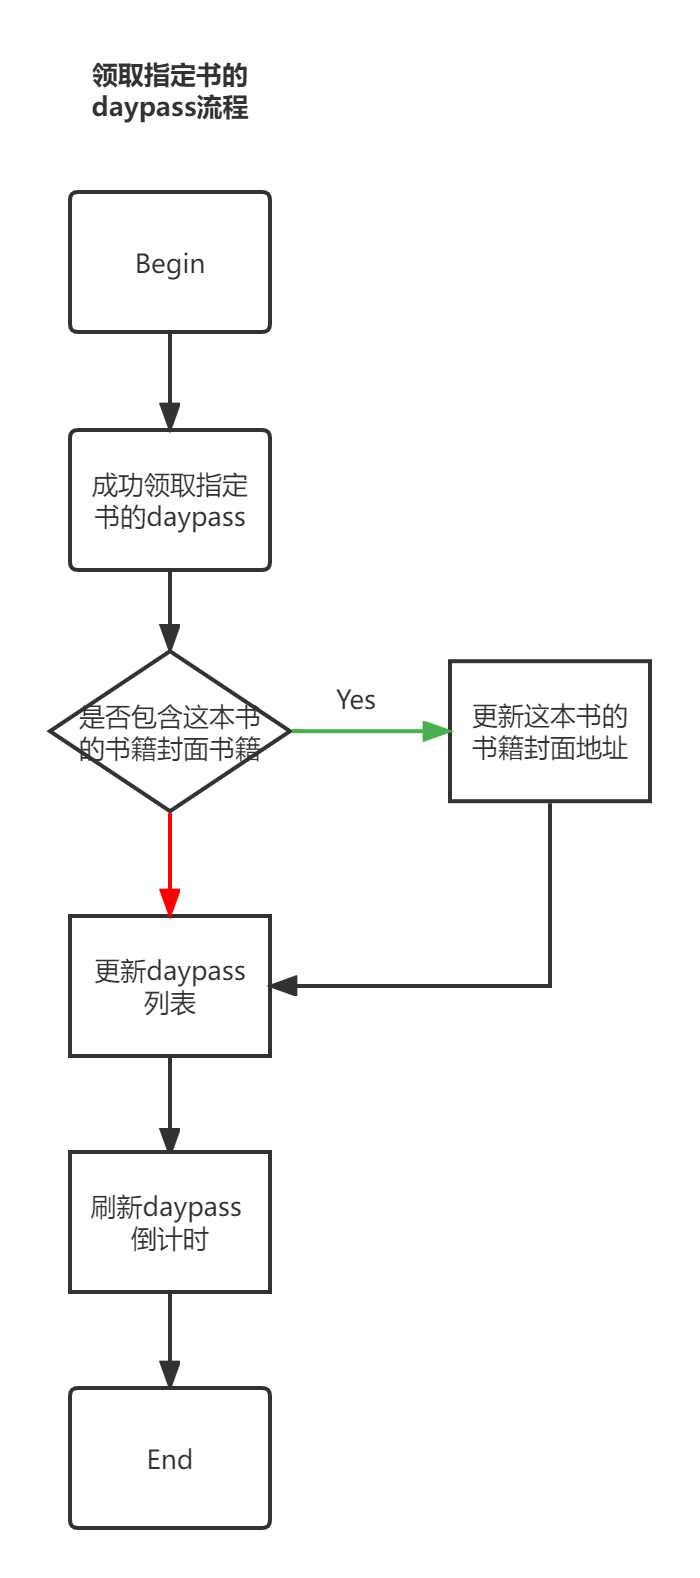 领取指定书的
daypass流程
Begin
成功领取指定
书的daypass
是否包含这本书
的书籍封面书籍
Yes
更新这本书的
书籍封面地址
更新daypass
列表
刷新daypass
倒计时
End